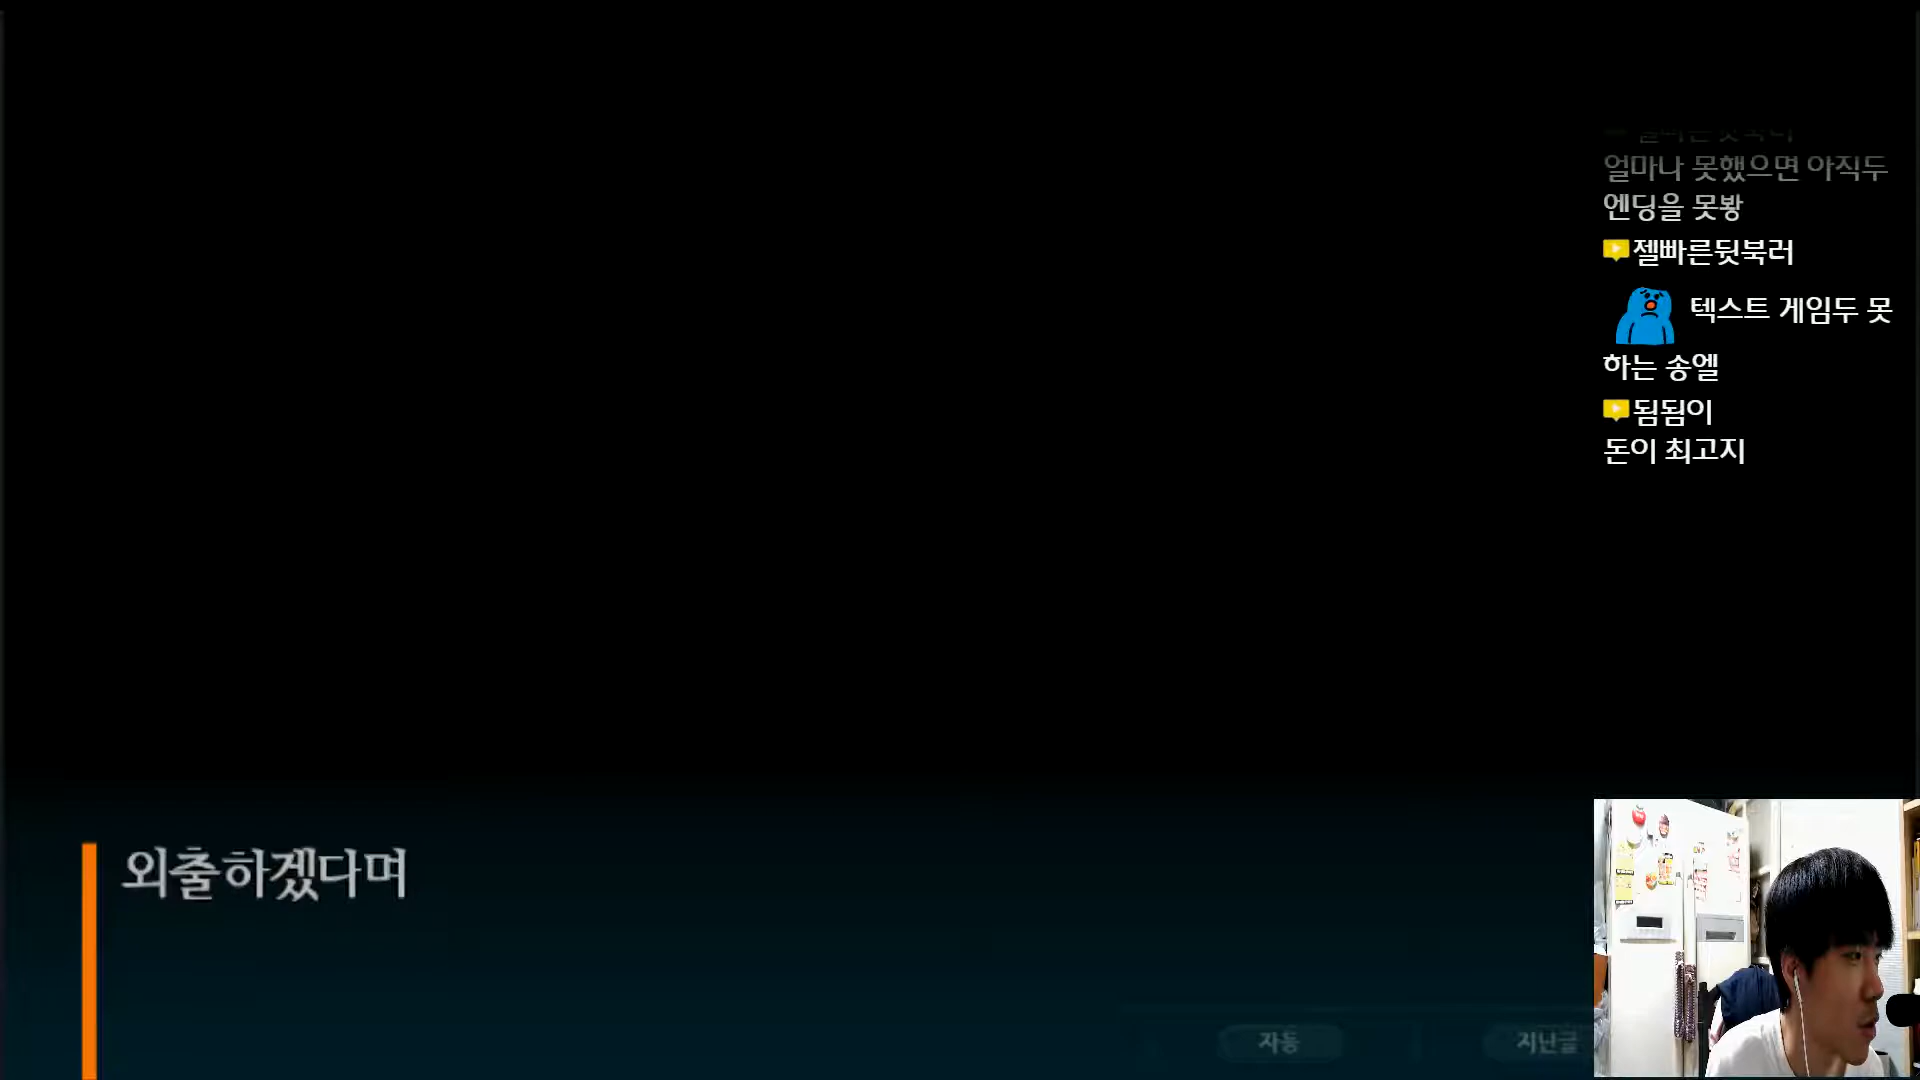 얼마나 못했으면 아직두
엔딩을 못봥
젤빠른뒷북러
텍스트 게임두 못
하는 송엘
됨됨이
돈이 최고지
외출하겠다며
자동
지난글